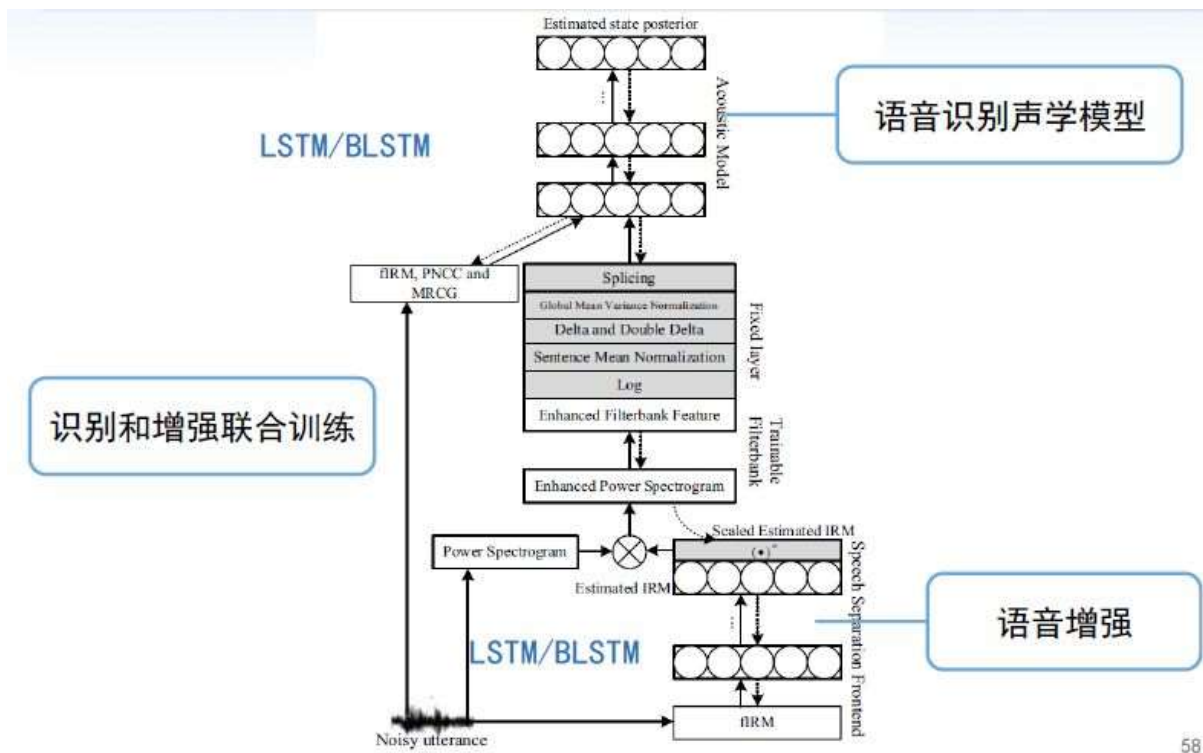 Estimated state posterior
Acoustic Model
语音识别声学模型
LSTM/BLSTM
fIRM, PNCC and
MRCG
Splicing
Global Mean Variance Normalization
Delta and Double Delta
Sentence Mean Normalization
Log
Fixed layer
Enhanced Filterbank Feature
Trainable
Filterbank
识别和增强联合训练
Enhanced Power Spectrogram
Scaled Estimated IRM
Power Spectrogram
Estimated IRM
Speech Separation Frontend
语音增强
LSTM/BLSTM
fIRM
Noisy utterance